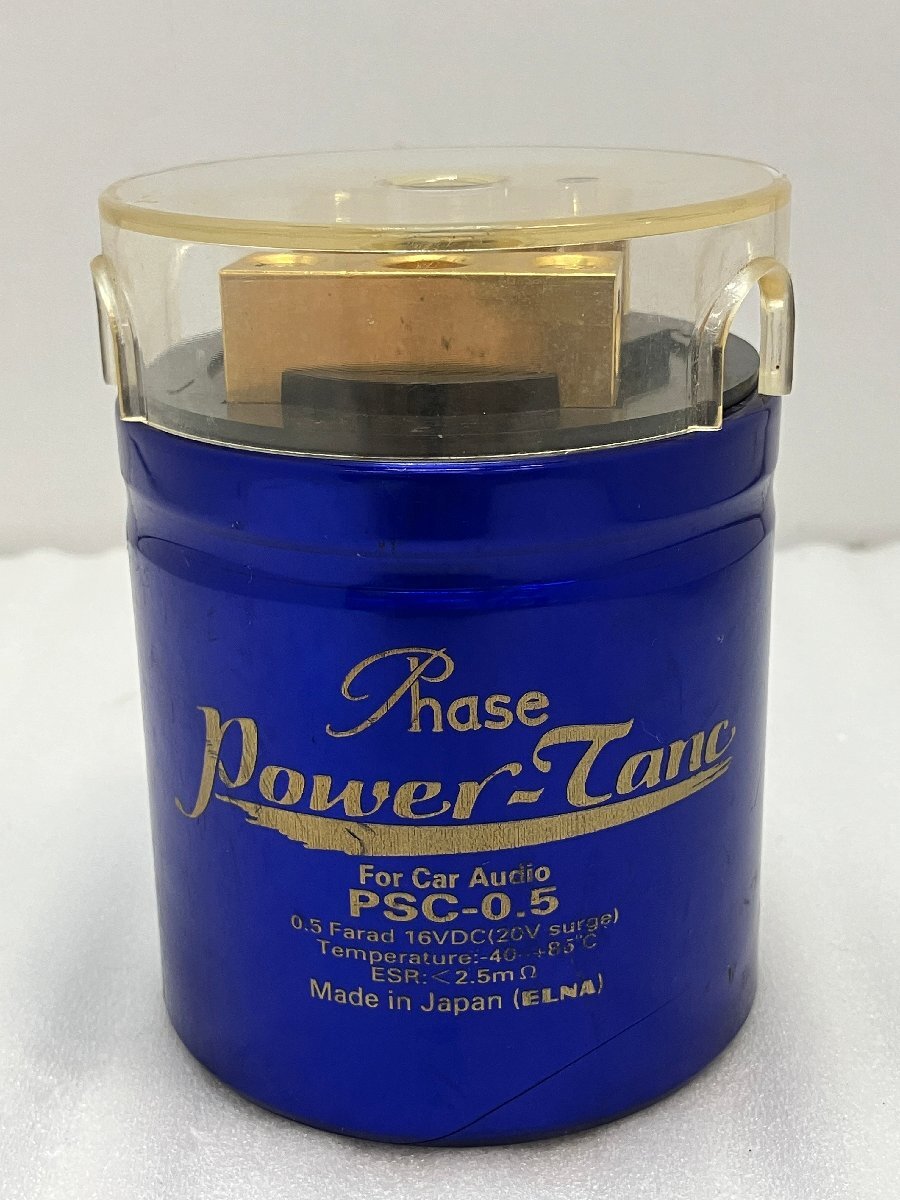 Phase
Power-Tanc
For Car Audio
PSC-0.5
0.5 Farad 16VDC(20V surge)
Temperature:-40~+85°C
ESR:<2.5mΩ
Made in Japan (ELNA)